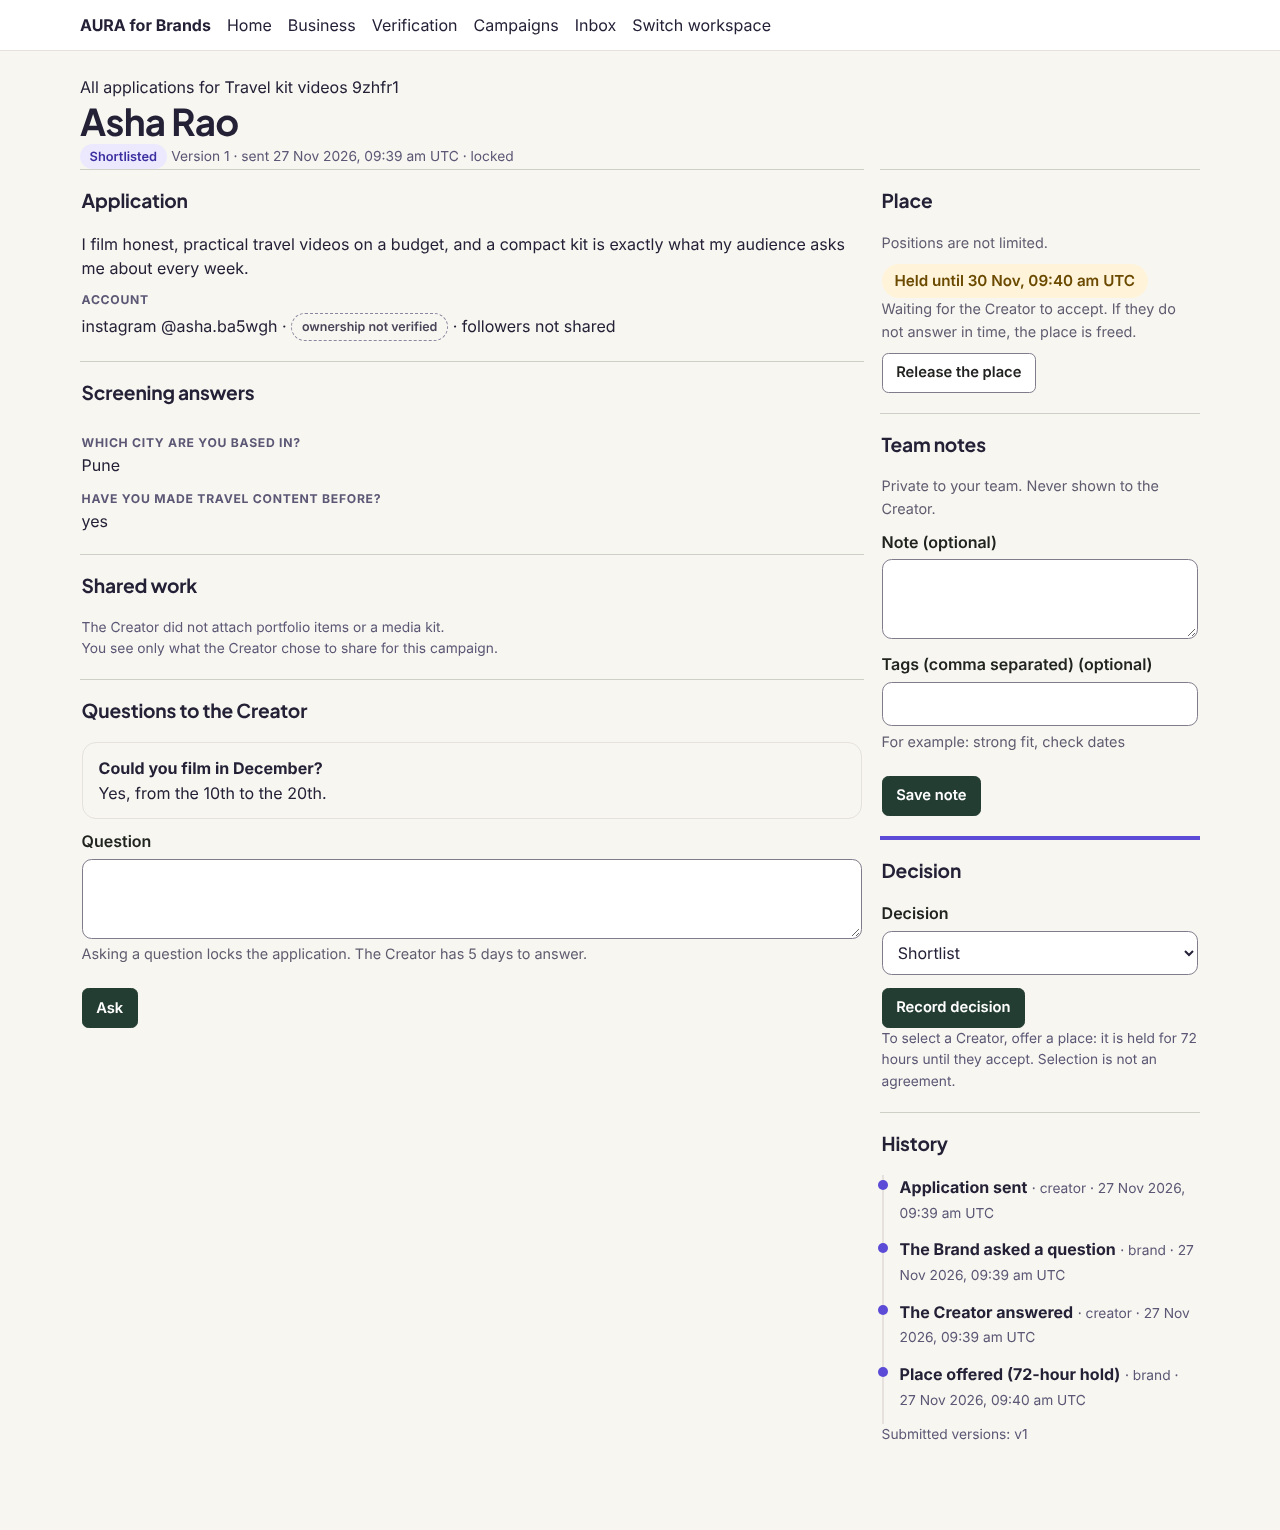 AURA for Brands Home Business Verification Campaigns Inbox Switch workspace
All applications for Travel kit videos 9zhfr1
Asha Rao
Shortlisted Version 1 · sent 27 Nov 2026, 09:39 am UTC · locked
Application
I film honest, practical travel videos on a budget, and a compact kit is exactly what my audience asks
me about every week.
ACCOUNT
instagram @asha.ba5wgh · ownership not verified · followers not shared
Screening answers
WHICH CITY ARE YOU BASED IN?
Pune
HAVE YOU MADE TRAVEL CONTENT BEFORE?
yes
Shared work
The Creator did not attach portfolio items or a media kit.
You see only what the Creator chose to share for this campaign.
Questions to the Creator
Could you film in December?
Yes, from the 10th to the 20th.
Question
Asking a question locks the application. The Creator has 5 days to answer.
Ask
Place
Positions are not limited.
Held until 30 Nov, 09:40 am UTC
Waiting for the Creator to accept. If they do
not answer in time, the place is freed.
Release the place
Team notes
Private to your team. Never shown to the
Creator.
Note (optional)
Tags (comma separated) (optional)
For example: strong fit, check dates
Save note
Decision
Decision
Shortlist
Record decision
To select a Creator, offer a place: it is held for 72
hours until they accept. Selection is not an
agreement.
History
Application sent · creator · 27 Nov 2026,
09:39 am UTC
The Brand asked a question · brand · 27
Nov 2026, 09:39 am UTC
The Creator answered · creator · 27 Nov
2026, 09:39 am UTC
Place offered (72-hour hold) · brand ·
27 Nov 2026, 09:40 am UTC
Submitted versions: v1